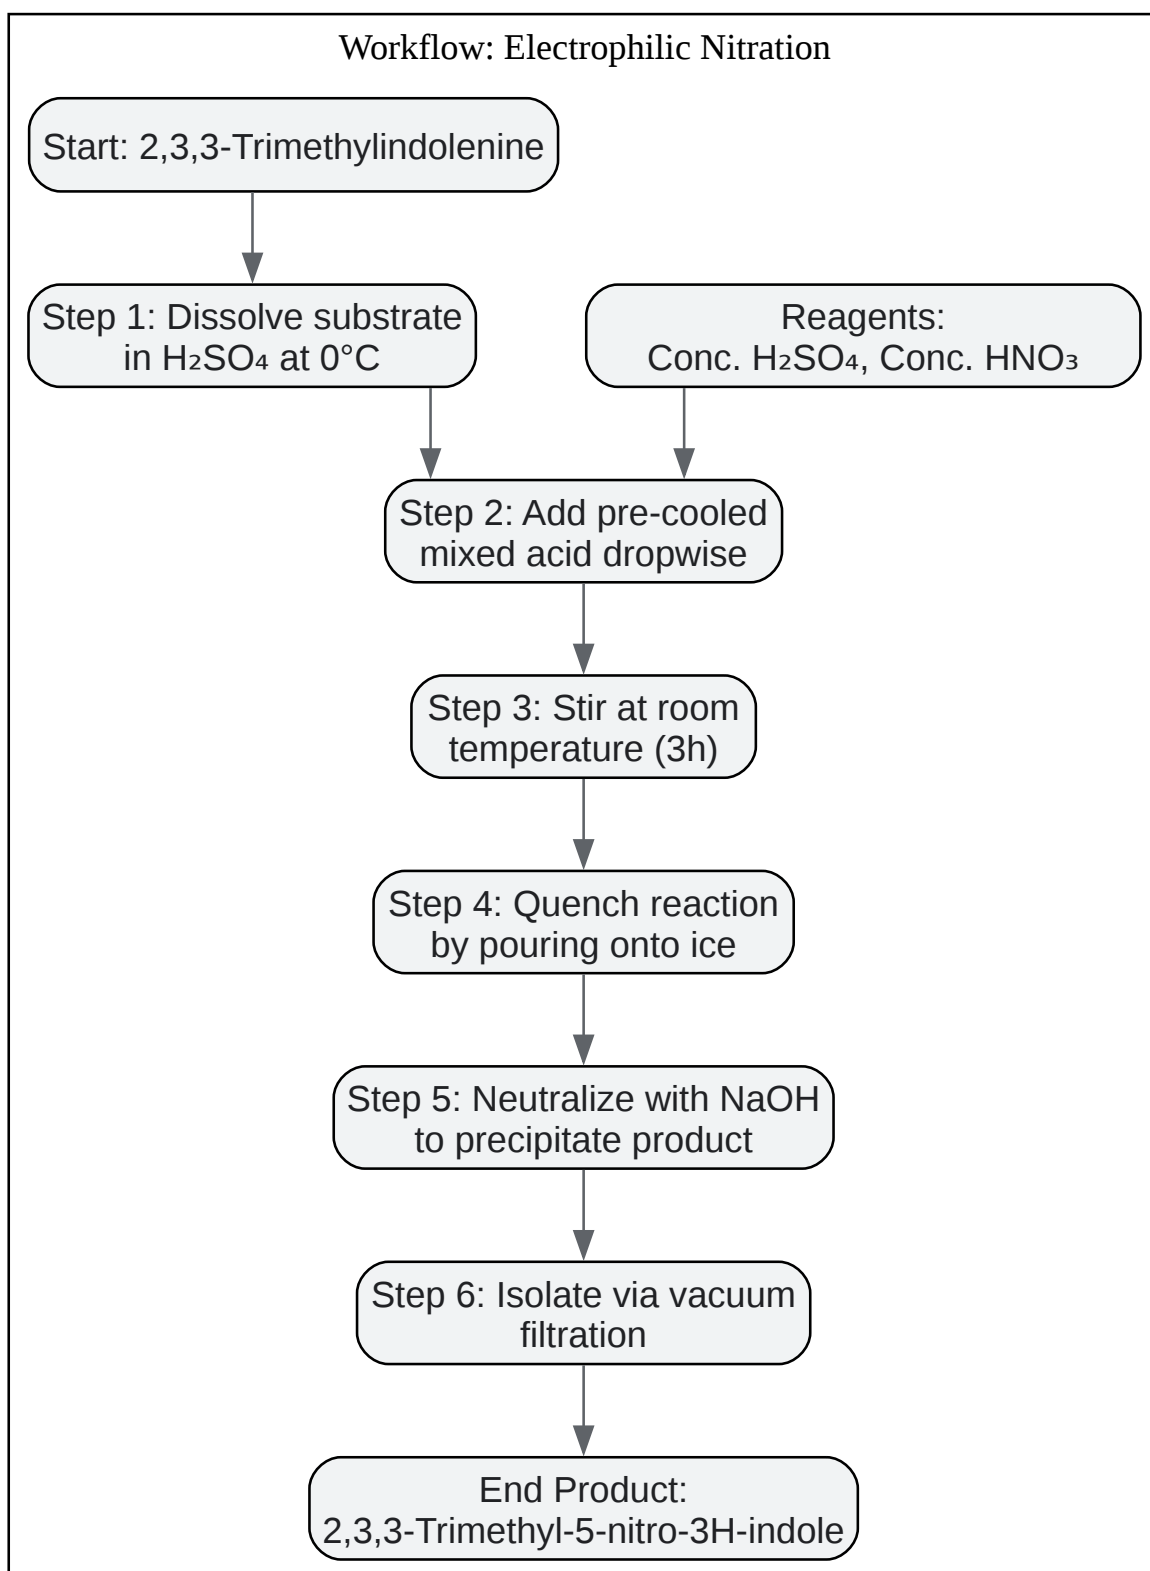 Workflow: Electrophilic Nitration
Start: 2,3,3-Trimethylindolenine
Step 1: Dissolve substrate
in H₂SO₄ at 0°C
Reagents:
Conc. H₂SO₄, Conc. HNO₃
Step 2: Add pre-cooled
mixed acid dropwise
Step 3: Stir at room
temperature (3h)
Step 4: Quench reaction
by pouring onto ice
Step 5: Neutralize with NaOH
to precipitate product
Step 6: Isolate via vacuum
filtration
End Product:
2,3,3-Trimethyl-5-nitro-3H-indole